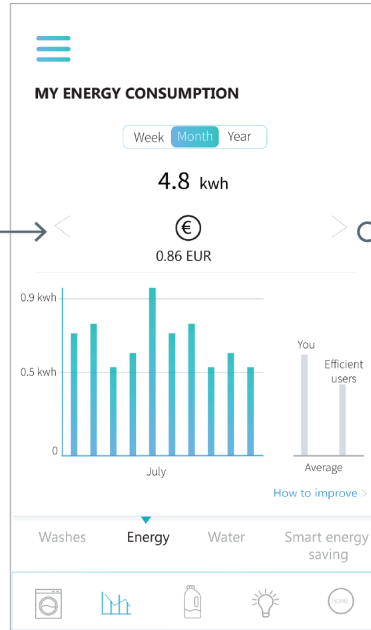 MY ENERGY CONSUMPTION
Week Month Year
4.8 kwh
€
0.86 EUR
0.9 kwh
0.5 kwh
0
July
You
Efficient
users
Average
How to improve >
Washes Energy Water Smart energy
saving
HOME